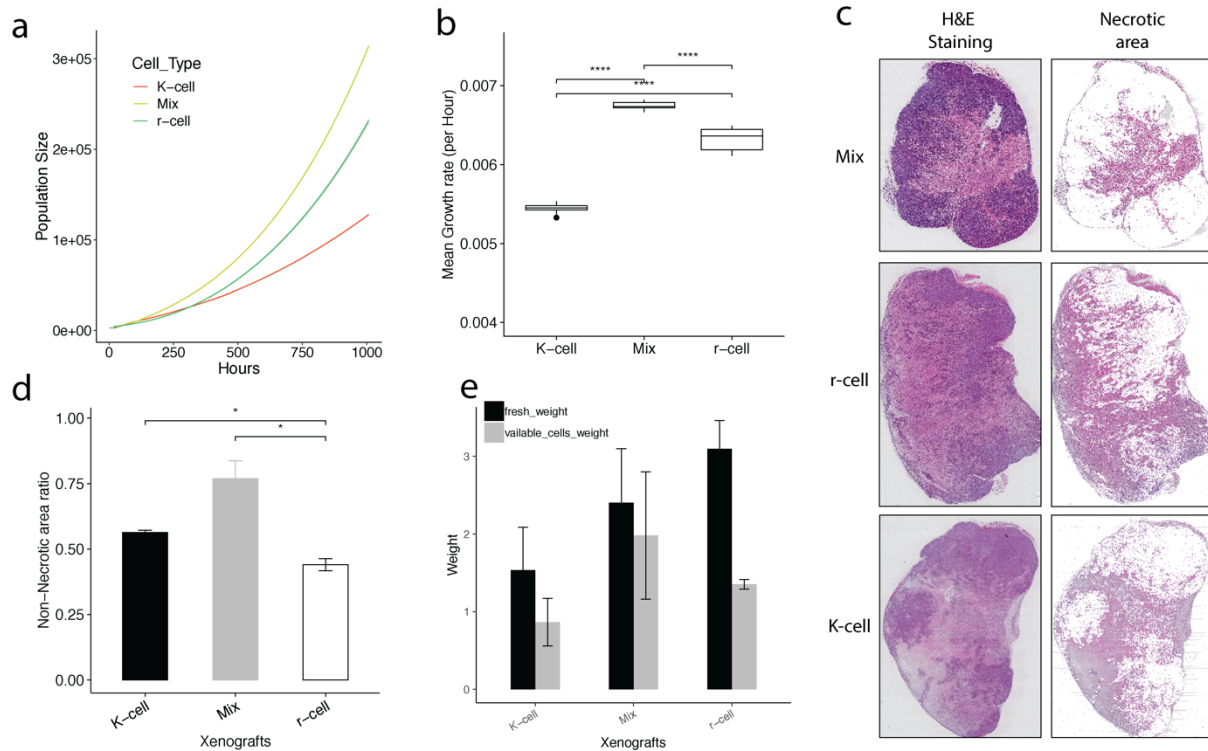 a
3e+05
2e+05
1e+05
0e+00
Population Size
Cell_Type
K-cell
Mix
r-cell
0 250 500 750 1000
Hours
b
0.007
0.006
0.005
0.004
Mean Growth rate (per Hour)
**** ****
****
K-cell Mix r-cell
c
H&E Necrotic
Staining area
Mix
r-cell
K-cell
d
1.00
0.75
0.50
0.25
0.00
Non-Necrotic area ratio
*
*
K-cell Mix r-cell
Xenografts
e
fresh_weight
vailable_cells_weight
3
2
1
0
Weight
K-cell Mix r-cell
Xenografts